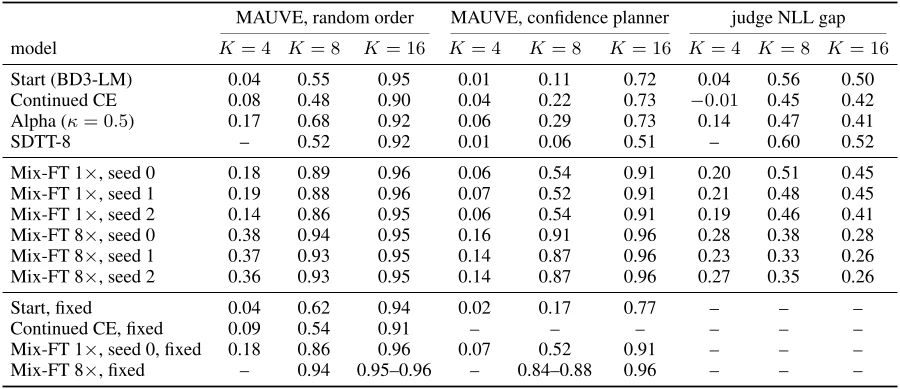 MAUVE, random order MAUVE, confidence planner judge NLL gap
model K = 4 K = 8 K = 16 K = 4 K = 8 K = 16 K = 4 K = 8 K = 16
Start (BD3-LM) 0.04 0.55 0.95 0.01 0.11 0.72 0.04 0.56 0.50
Continued CE 0.08 0.48 0.90 0.04 0.22 0.73 −0.01 0.45 0.42
Alpha (κ = 0.5) 0.17 0.68 0.92 0.06 0.29 0.73 0.14 0.47 0.41
SDTT-8 – 0.52 0.92 0.01 0.06 0.51 – 0.60 0.52
Mix-FT 1×, seed 0 0.18 0.89 0.96 0.06 0.54 0.91 0.20 0.51 0.45
Mix-FT 1×, seed 1 0.19 0.88 0.96 0.07 0.52 0.91 0.21 0.48 0.45
Mix-FT 1×, seed 2 0.14 0.86 0.95 0.06 0.54 0.91 0.19 0.46 0.41
Mix-FT 8×, seed 0 0.38 0.94 0.95 0.16 0.91 0.96 0.28 0.38 0.28
Mix-FT 8×, seed 1 0.37 0.93 0.95 0.14 0.87 0.96 0.23 0.33 0.26
Mix-FT 8×, seed 2 0.36 0.93 0.95 0.14 0.87 0.96 0.27 0.35 0.26
Start, fixed 0.04 0.62 0.94 0.02 0.17 0.77 – – –
Continued CE, fixed 0.09 0.54 0.91 – – – – – –
Mix-FT 1×, seed 0, fixed 0.18 0.86 0.96 0.07 0.52 0.91 – – –
Mix-FT 8×, fixed – 0.94 0.95–0.96 – 0.84–0.88 0.96 – – –